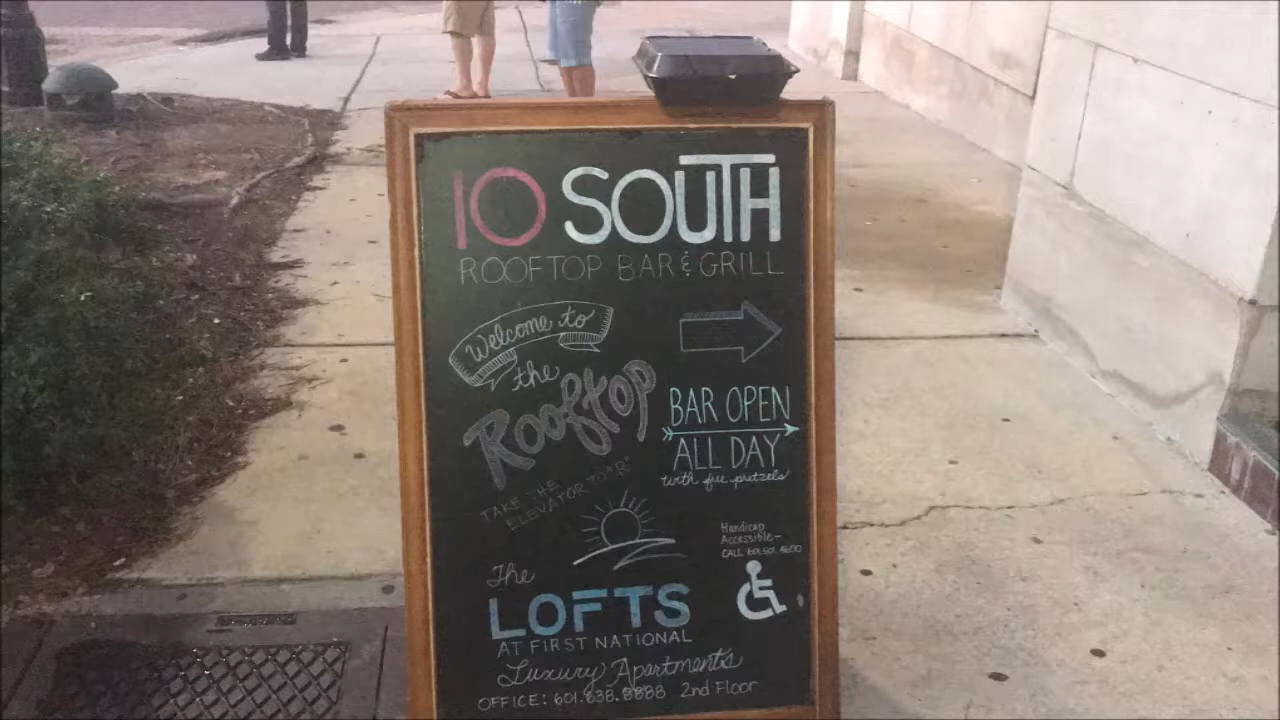 10 SOUTH
ROOFTOP BAR & GRILL
Welcome to
the
Rooftop
TAKE THE
ELEVATOR TO "R"
BAR OPEN
ALL DAY
with free pretzels
Handicap
Accessible-
CALL 601.501.4600
The
LOFTS
AT FIRST NATIONAL
Luxury Apartments
OFFICE: 601.638.8888 2nd Floor